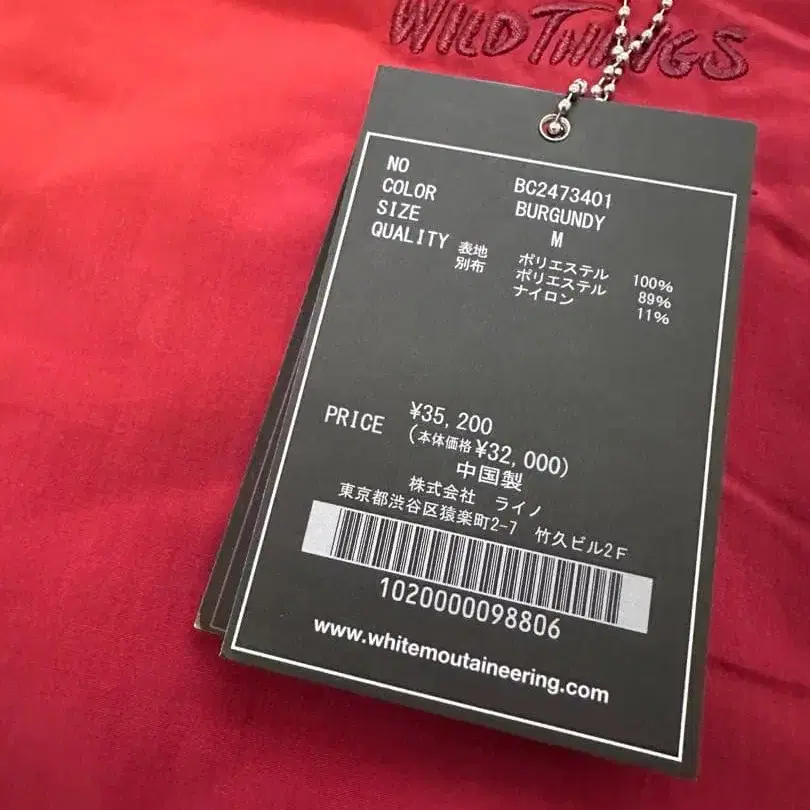 WILD THINGS
NO BC2473401
COLOR BURGUNDY
SIZE M
QUALITY 表地 ポリエステル 100%
別布 ポリエステル 89%
ナイロン 11%
PRICE ¥35,200
(本体価格¥32,000)
中国製
株式会社 ライノ
東京都渋谷区猿楽町2-7 竹久ビル2F
1020000098806
www.whitemoutaineering.com